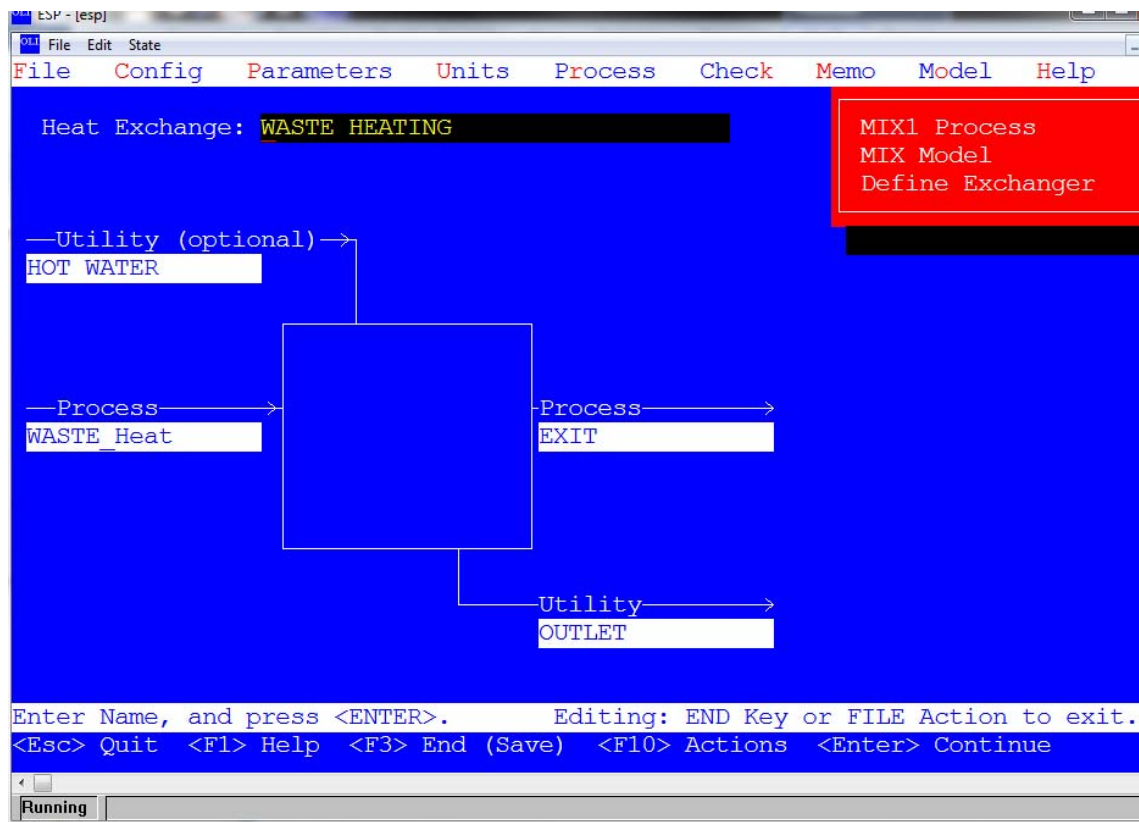 OLI ESP - [esp]
OLI File Edit State
File Config Parameters Units Process Check Memo Model Help
Heat Exchange: WASTE HEATING
MIX1 Process
MIX Model
Define Exchanger
Utility (optional)
HOT WATER
Process Process
WASTE_Heat EXIT
Utility
OUTLET
Enter Name, and press <ENTER>. Editing: END Key or FILE Action to exit.
<Esc> Quit <F1> Help <F3> End (Save) <F10> Actions <Enter> Continue
Running